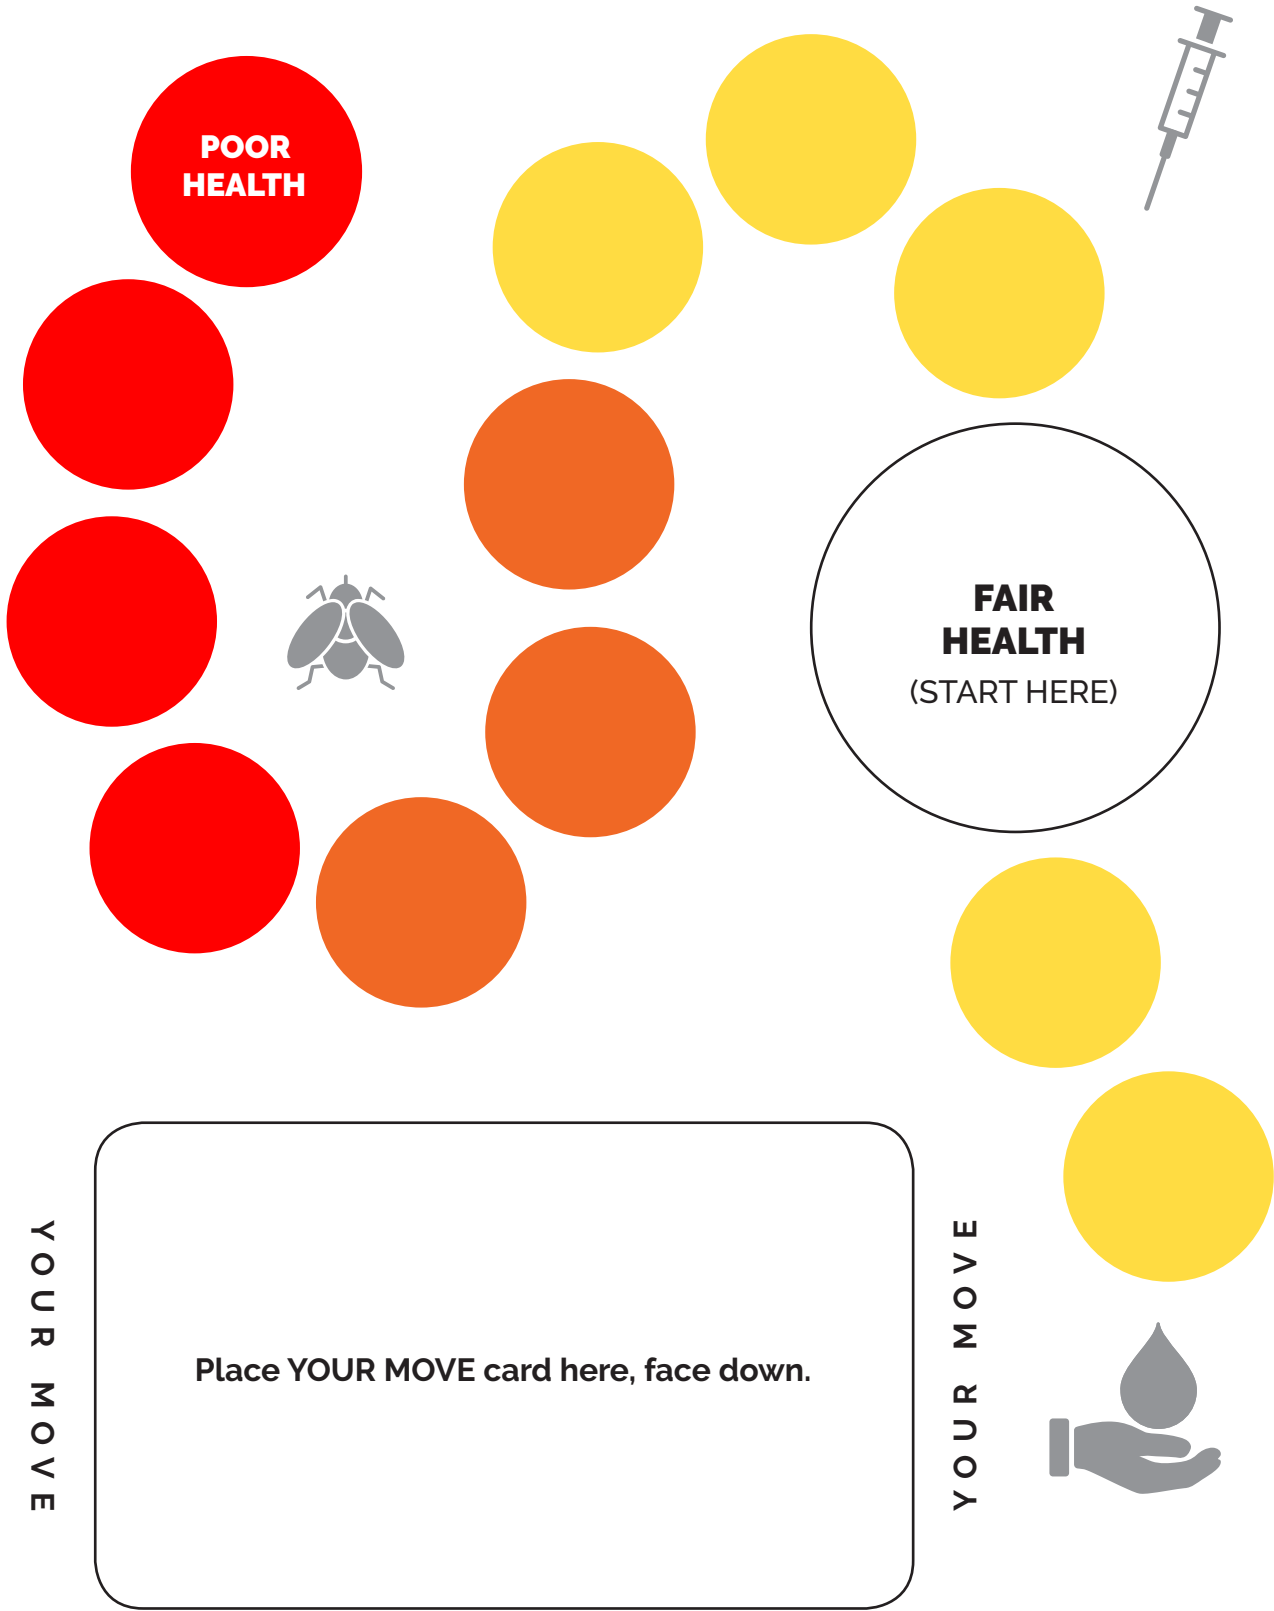 POOR
HEALTH
FAIR
HEALTH
(START HERE)
YOUR MOVE
Place YOUR MOVE card here, face down.
YOUR MOVE